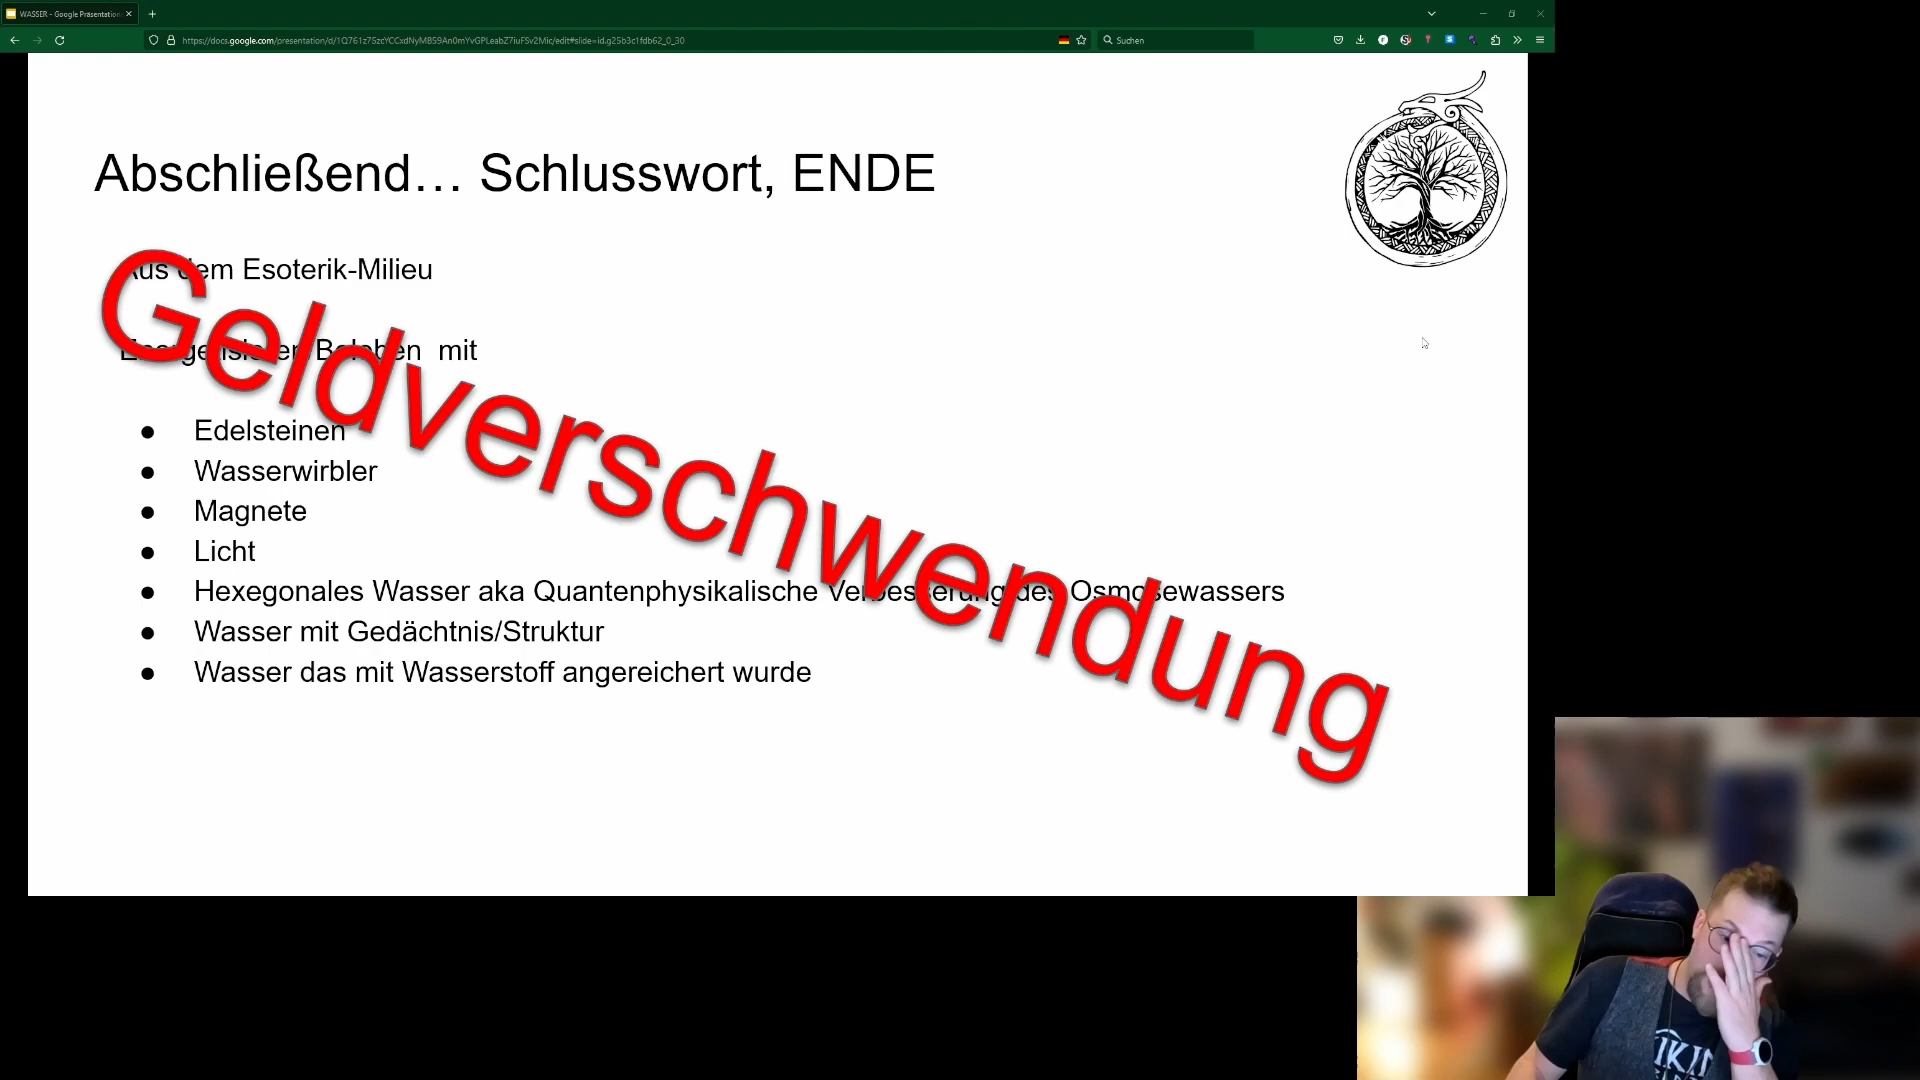 WASSER - Google Präsentation
https://docs.google.com/presentation/d/1Q761z75zcYCCxdNyMB59An0mYvGPLeabZ7iuFSv2Mic/edit#slide=id.g25b3c1fdb62_0_30
Suchen
Abschließend… Schlusswort, ENDE
Aus dem Esoterik-Milieu
Energetisieren Beleben mit
Geldverschwendung
● Edelsteinen
● Wasserwirbler
● Magnete
● Licht
● Hexegonales Wasser aka Quantenphysikalische Verbesserung des Osmosewassers
● Wasser mit Gedächtnis/Struktur
● Wasser das mit Wasserstoff angereichert wurde